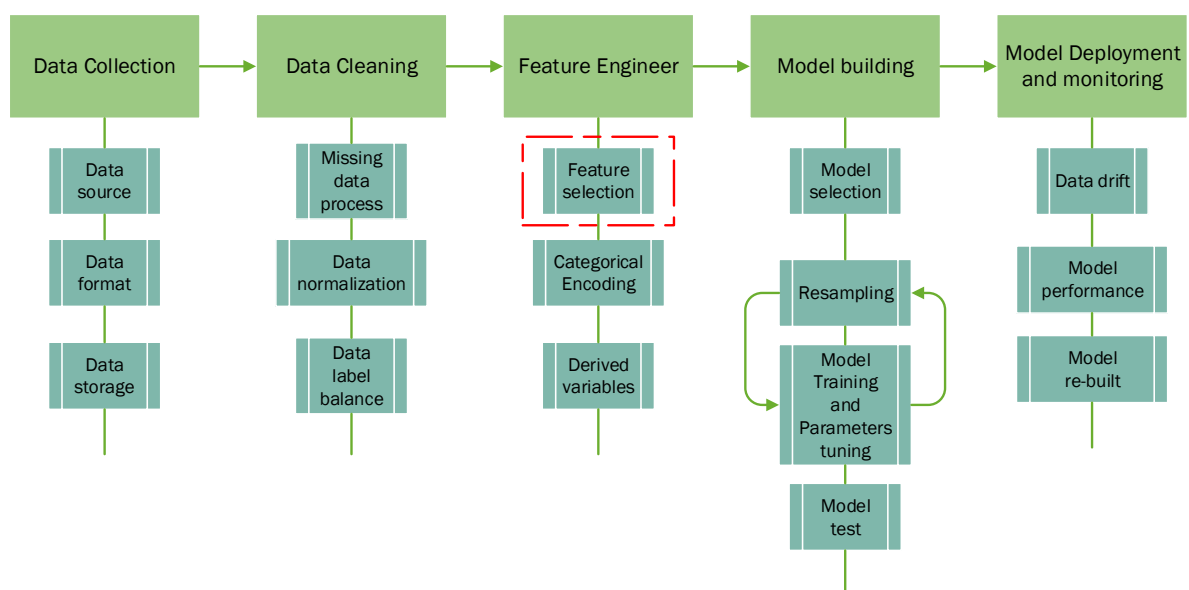 Data Collection
Data Cleaning
Feature Engineer
Model building
Model Deployment
and monitoring
Data
source
Data
format
Data
storage
Missing
data
process
Data
normalization
Data
label
balance
Feature
selection
Categorical
Encoding
Derived
variables
Model
selection
Resampling
Model
Training
and
Parameters
tuning
Model
test
Data drift
Model
performance
Model
re-built